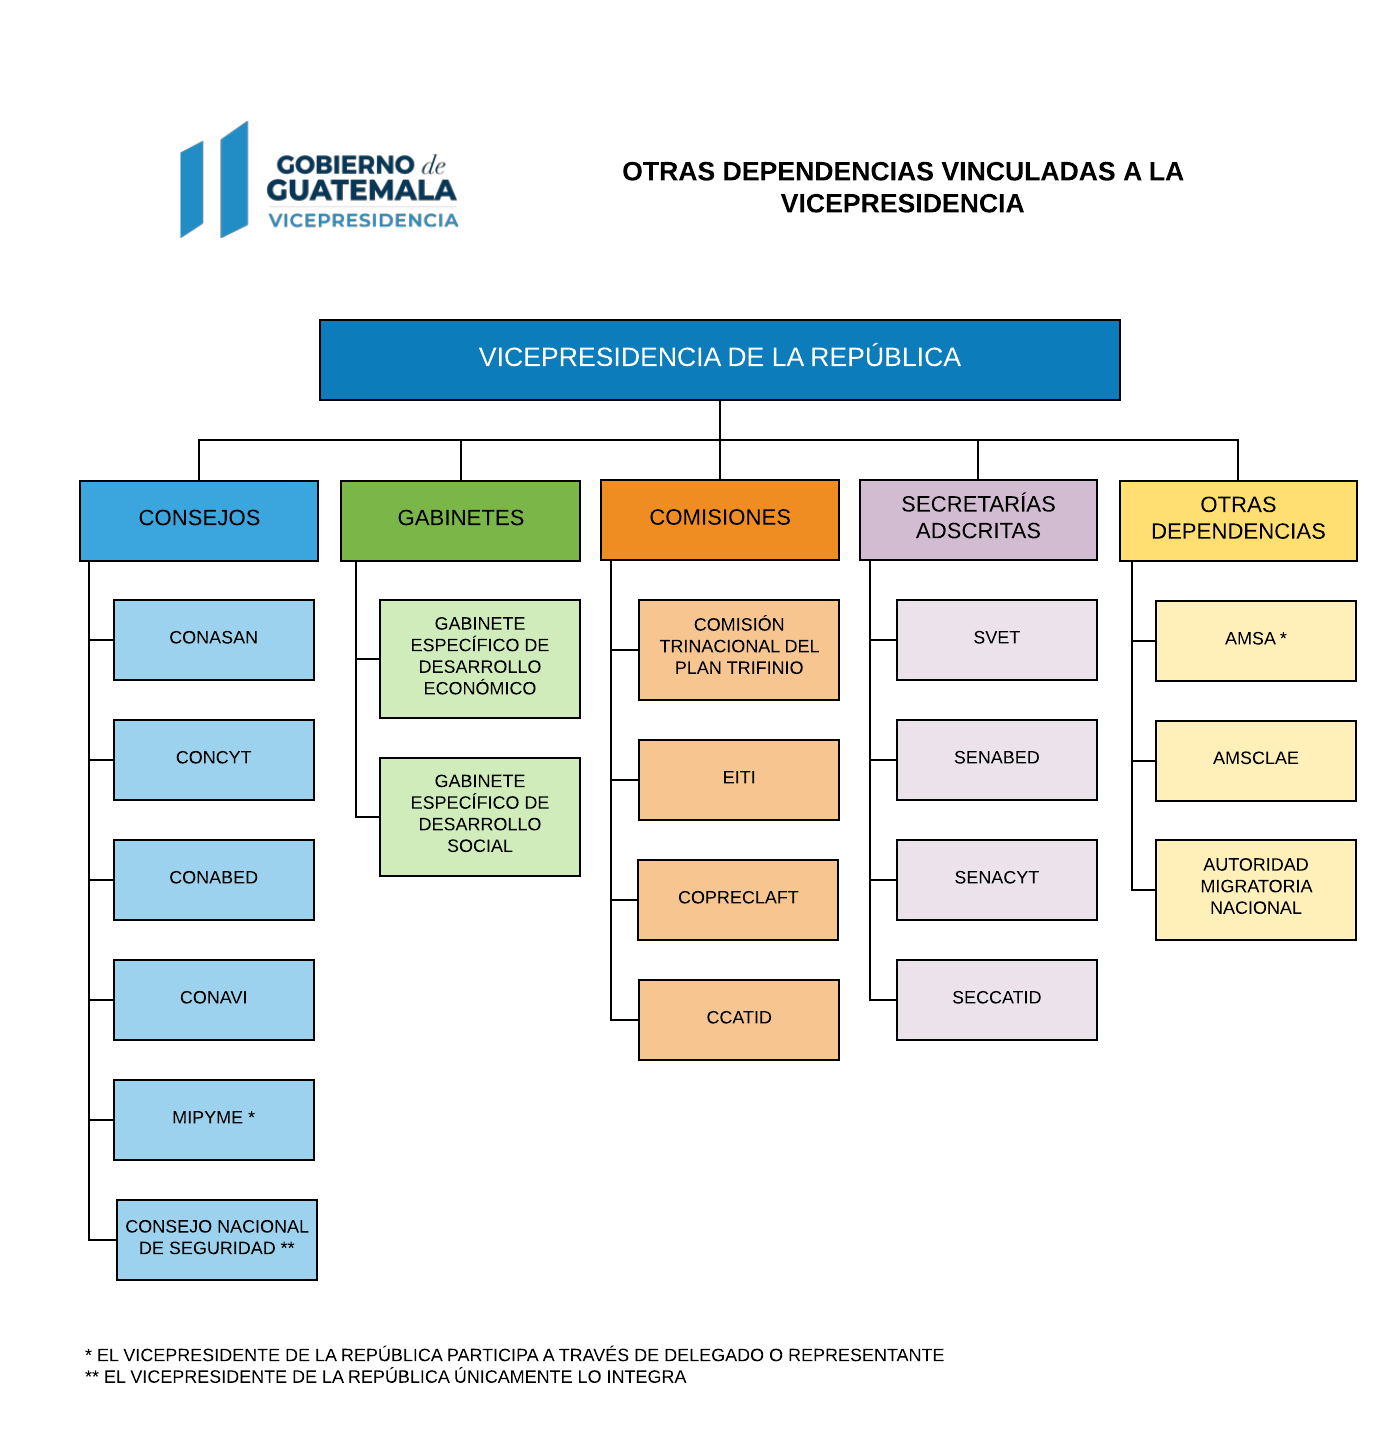 GOBIERNO de
GUATEMALA
VICEPRESIDENCIA
OTRAS DEPENDENCIAS VINCULADAS A LA
VICEPRESIDENCIA
VICEPRESIDENCIA DE LA REPÚBLICA
CONSEJOS
CONASAN
CONCYT
CONABED
CONAVI
MIPYME *
CONSEJO NACIONAL
DE SEGURIDAD **
GABINETES
GABINETE
ESPECÍFICO DE
DESARROLLO
ECONÓMICO
GABINETE
ESPECÍFICO DE
DESARROLLO
SOCIAL
COMISIONES
COMISIÓN
TRINACIONAL DEL
PLAN TRIFINIO
EITI
COPRECLAFT
CCATID
SECRETARÍAS
ADSCRITAS
SVET
SENABED
SENACYT
SECCATID
OTRAS
DEPENDENCIAS
AMSA *
AMSCLAE
AUTORIDAD
MIGRATORIA
NACIONAL
* EL VICEPRESIDENTE DE LA REPÚBLICA PARTICIPA A TRAVÉS DE DELEGADO O REPRESENTANTE
** EL VICEPRESIDENTE DE LA REPÚBLICA ÚNICAMENTE LO INTEGRA